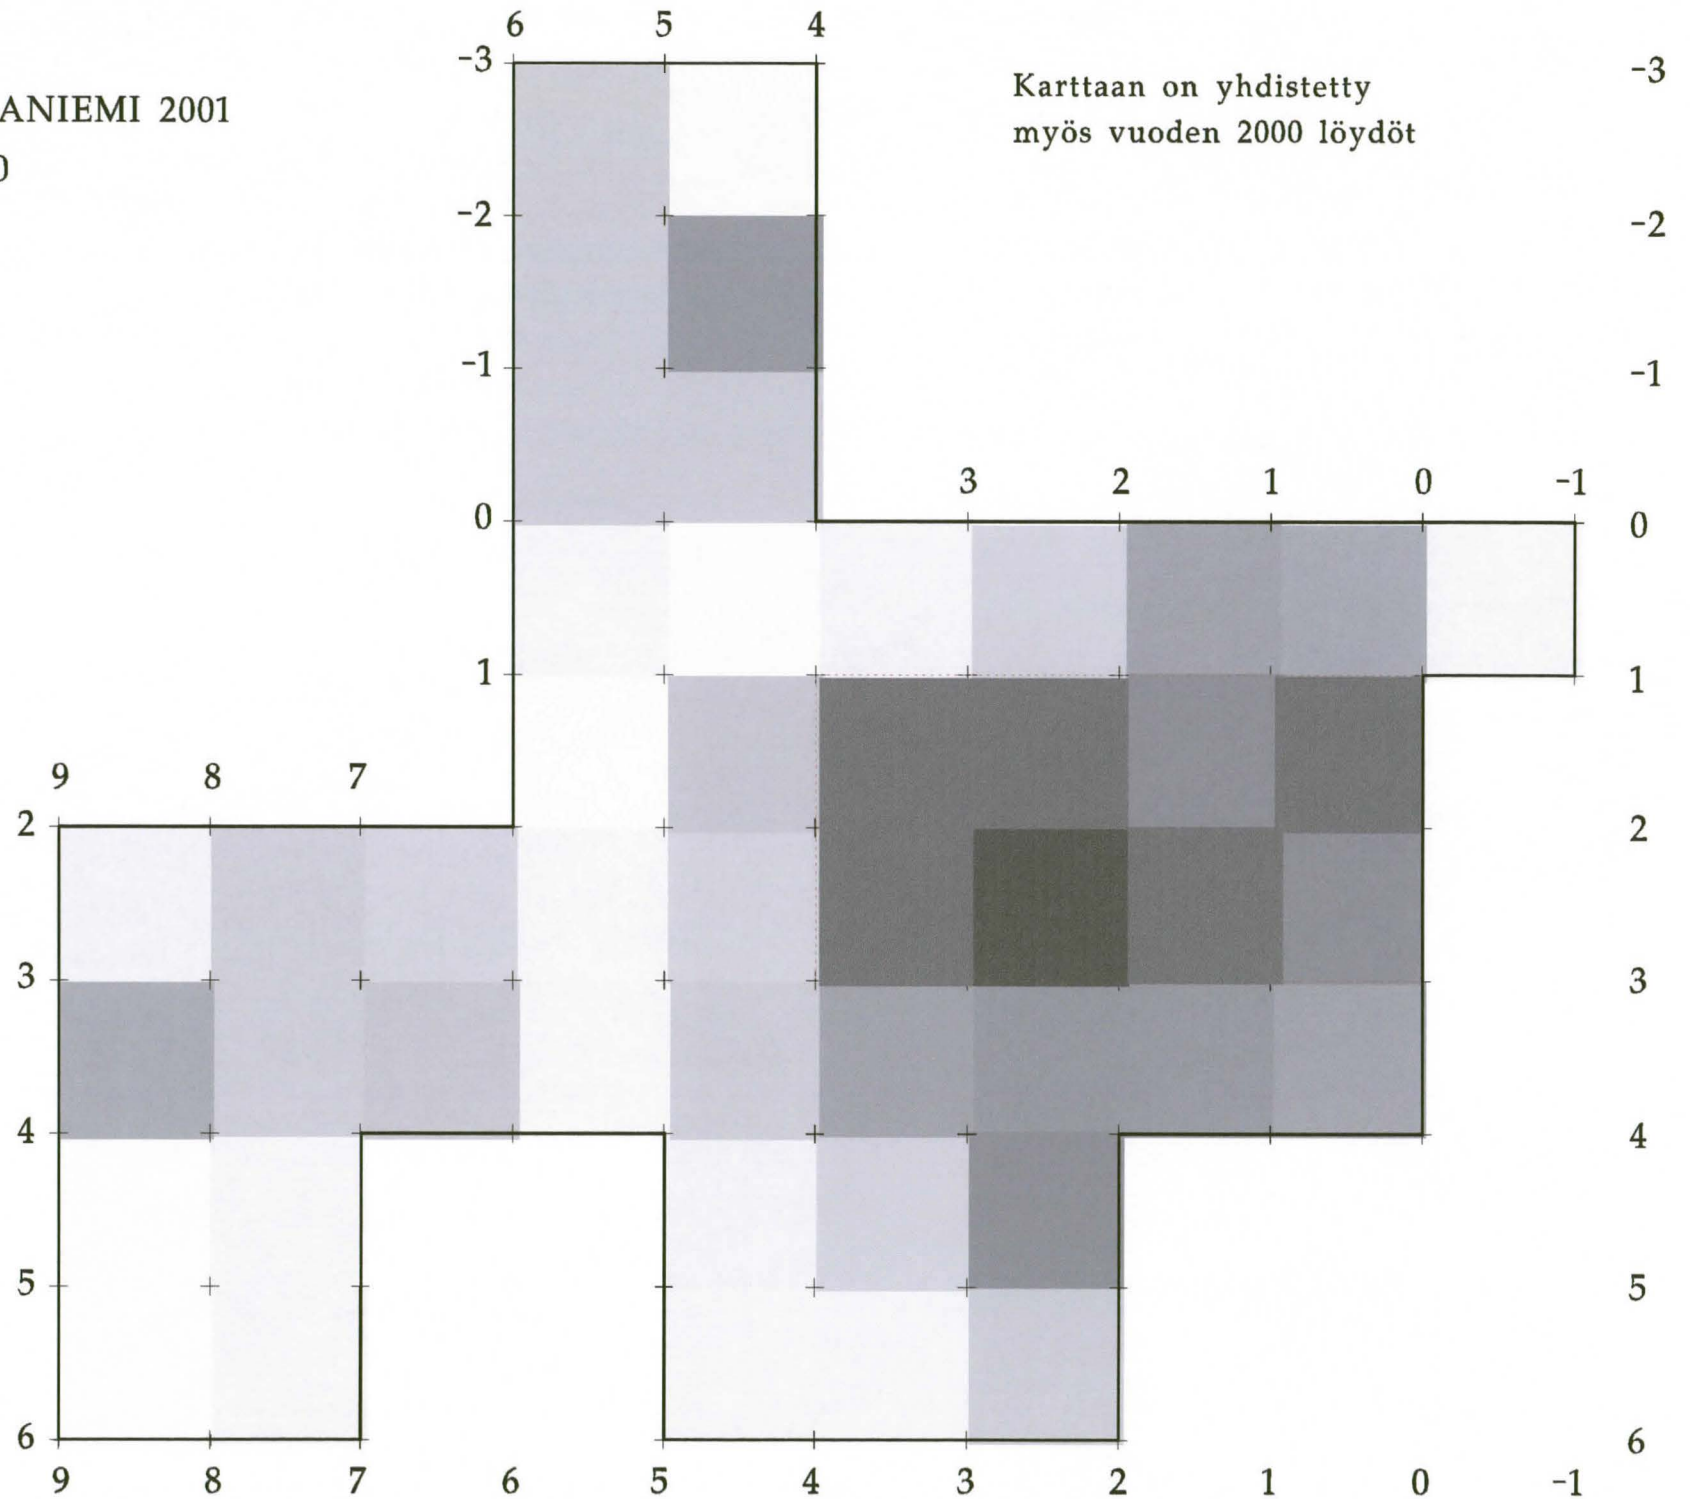 6 5 4
-3 -3
ANIEMI 2001
Karttaan on yhdistetty
myös vuoden 2000 löydöt
0
-2 -2
-1 -1
3 2 1 0 -1
0 0
1 1
9 8 7
2 2
3 3
4 4
5 5
6 6
9 8 7 6 5 4 3 2 1 0 -1